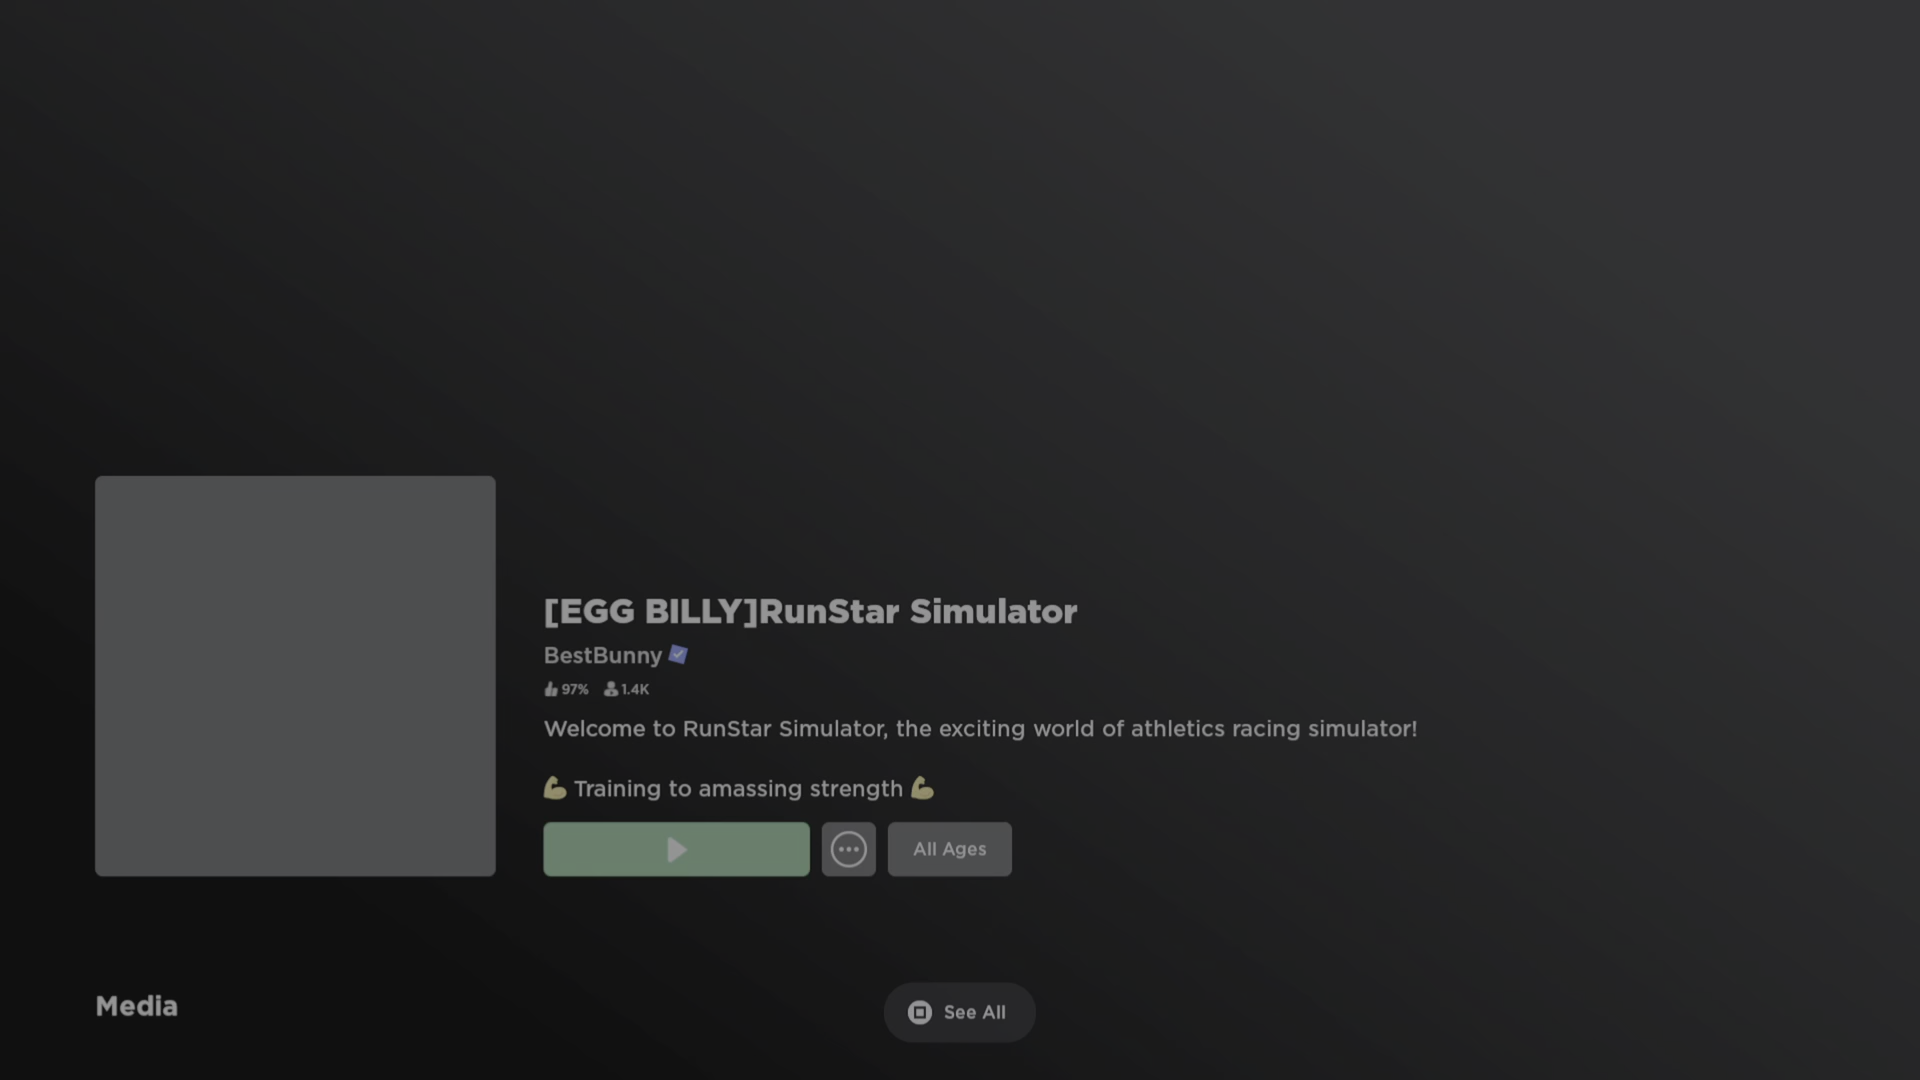 [EGG BILLY]RunStar Simulator
BestBunny
97% 1.4K
Welcome to RunStar Simulator, the exciting world of athletics racing simulator!
💪 Training to amassing strength 💪
All Ages
Media
See All